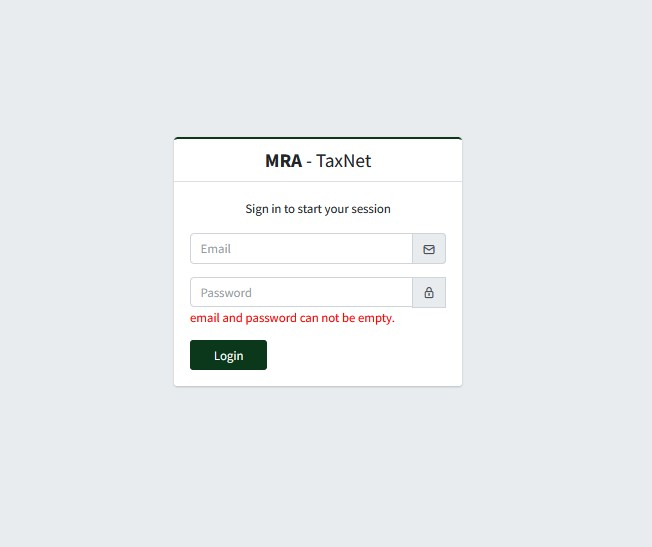 MRA - TaxNet
Sign in to start your session
Email
Password
email and password can not be empty.
Login